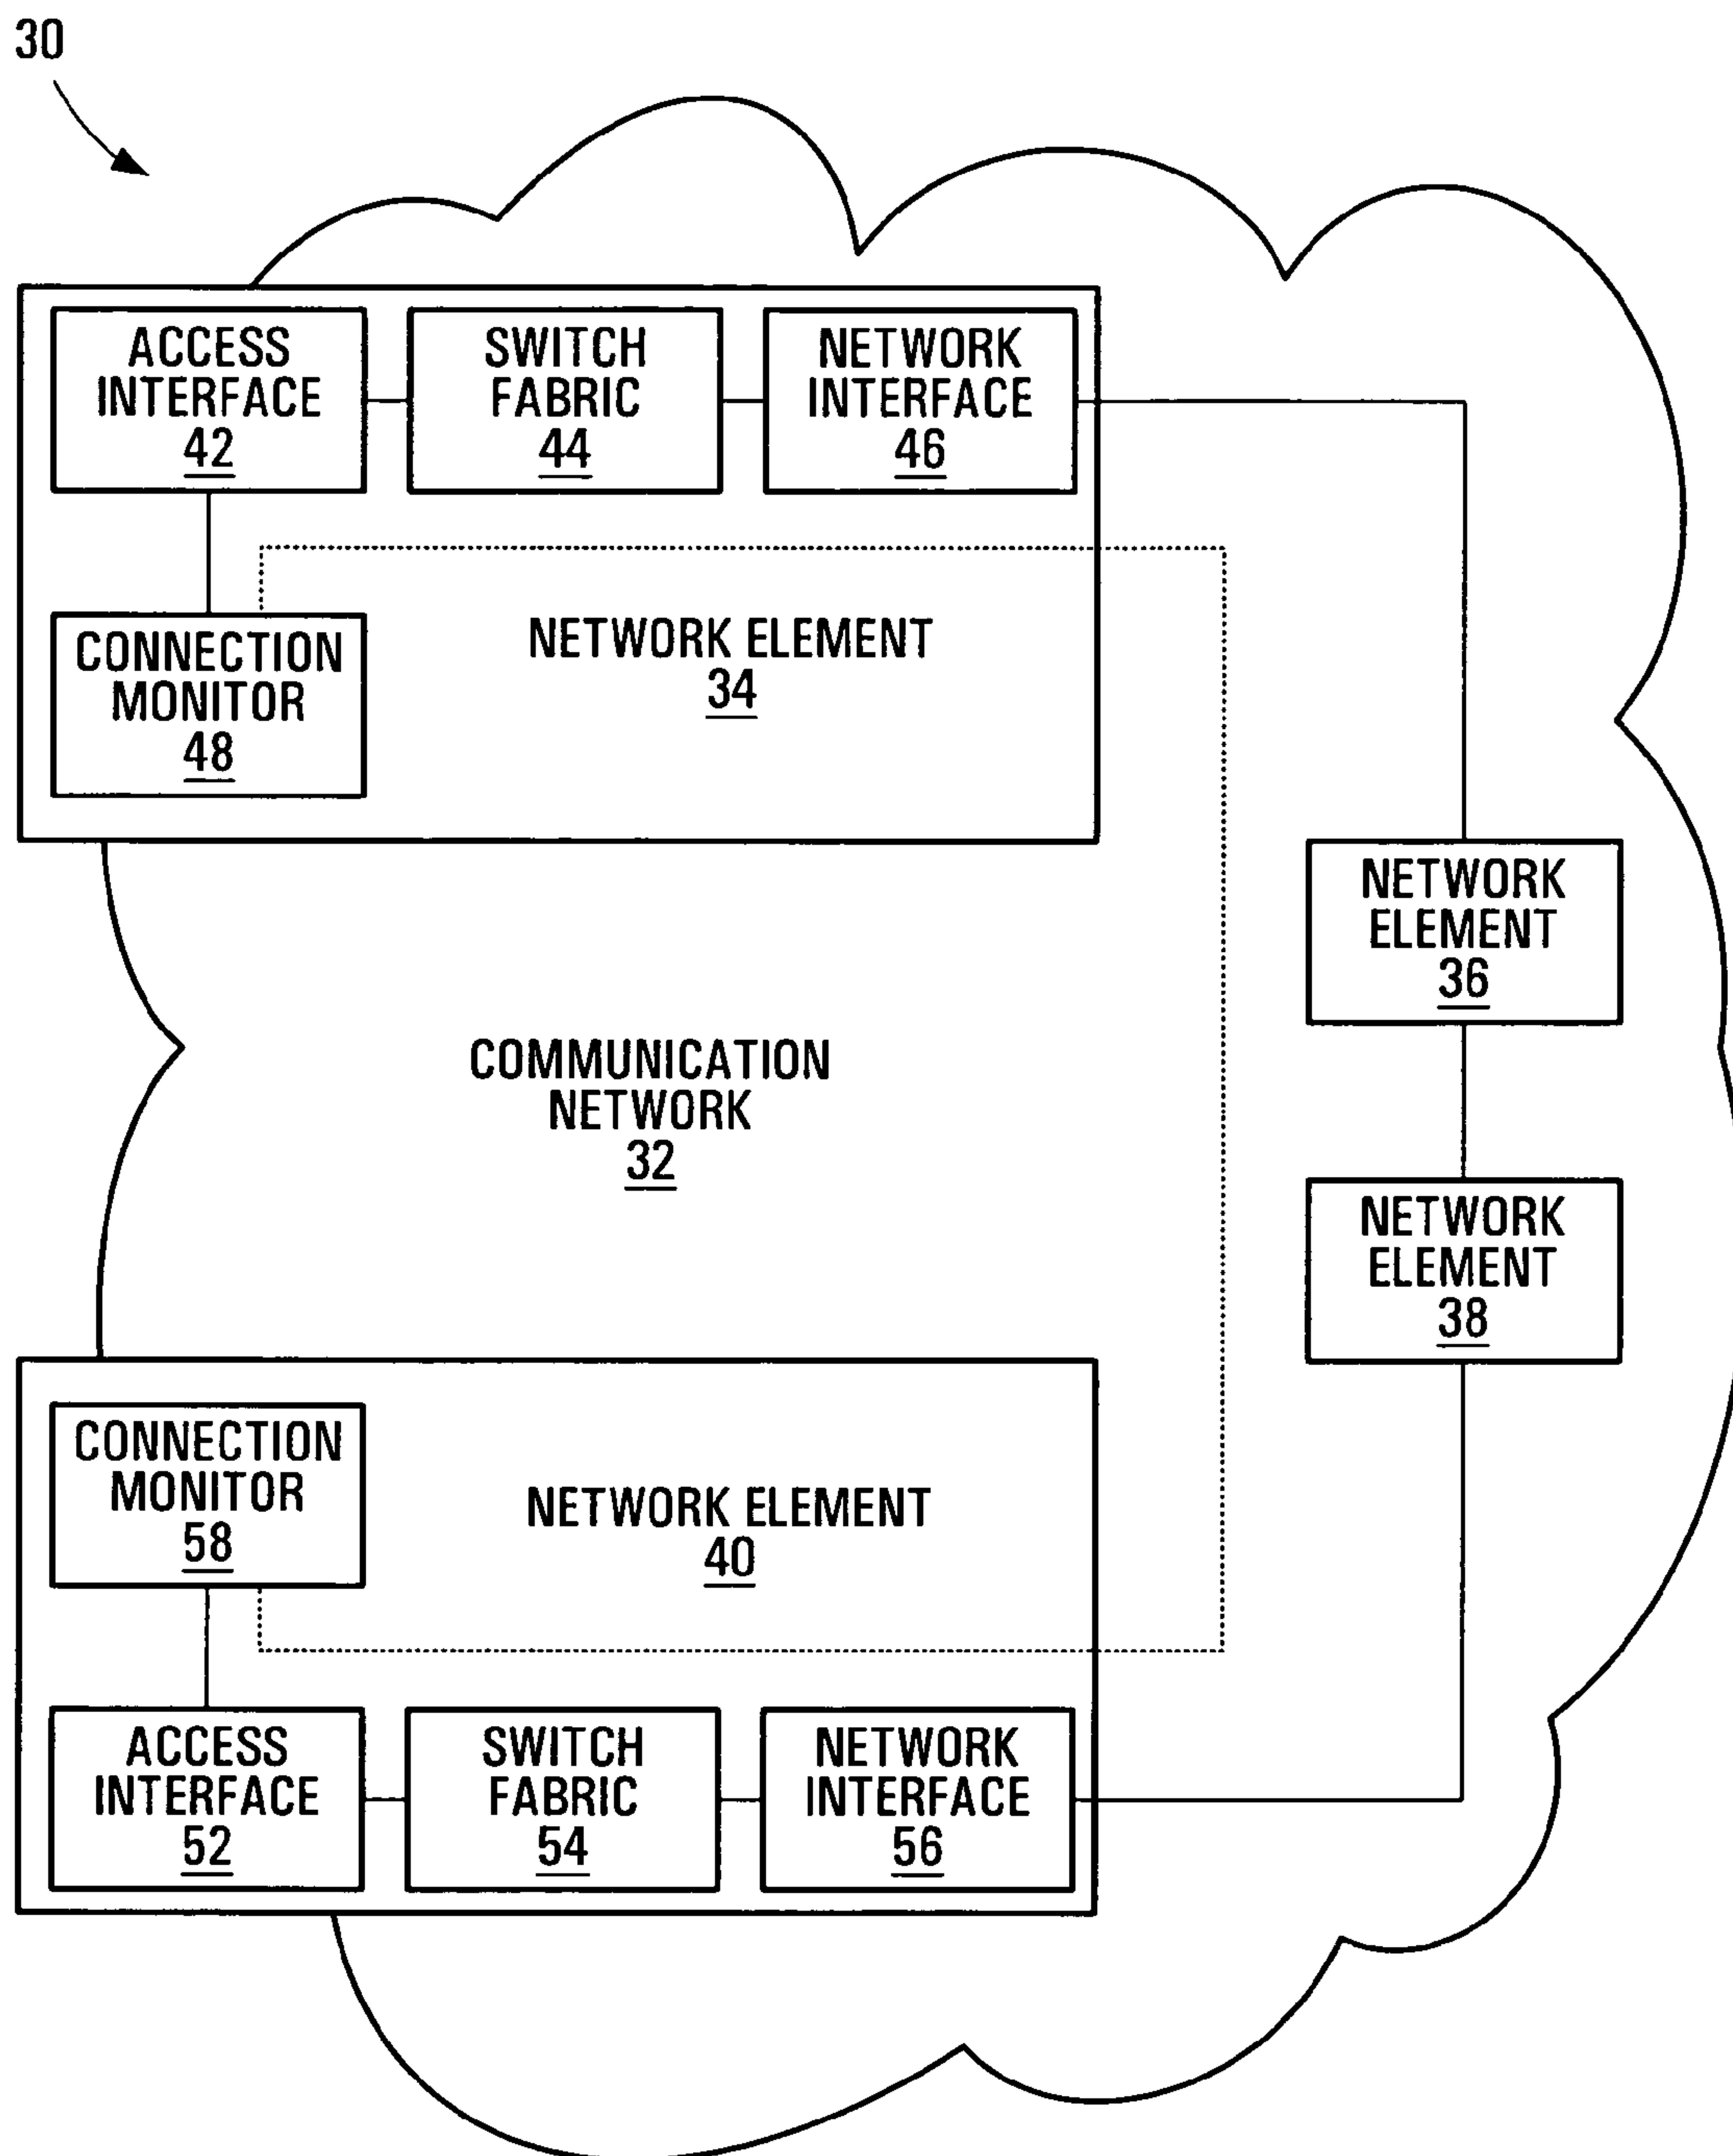 30
ACCESS
INTERFACE
42
SWITCH
FABRIC
44
NETWORK
INTERFACE
46
CONNECTION
MONITOR
48
NETWORK ELEMENT
34
NETWORK
ELEMENT
36
COMMUNICATION
NETWORK
32
NETWORK
ELEMENT
38
CONNECTION
MONITOR
58
NETWORK ELEMENT
40
ACCESS
INTERFACE
52
SWITCH
FABRIC
54
NETWORK
INTERFACE
56